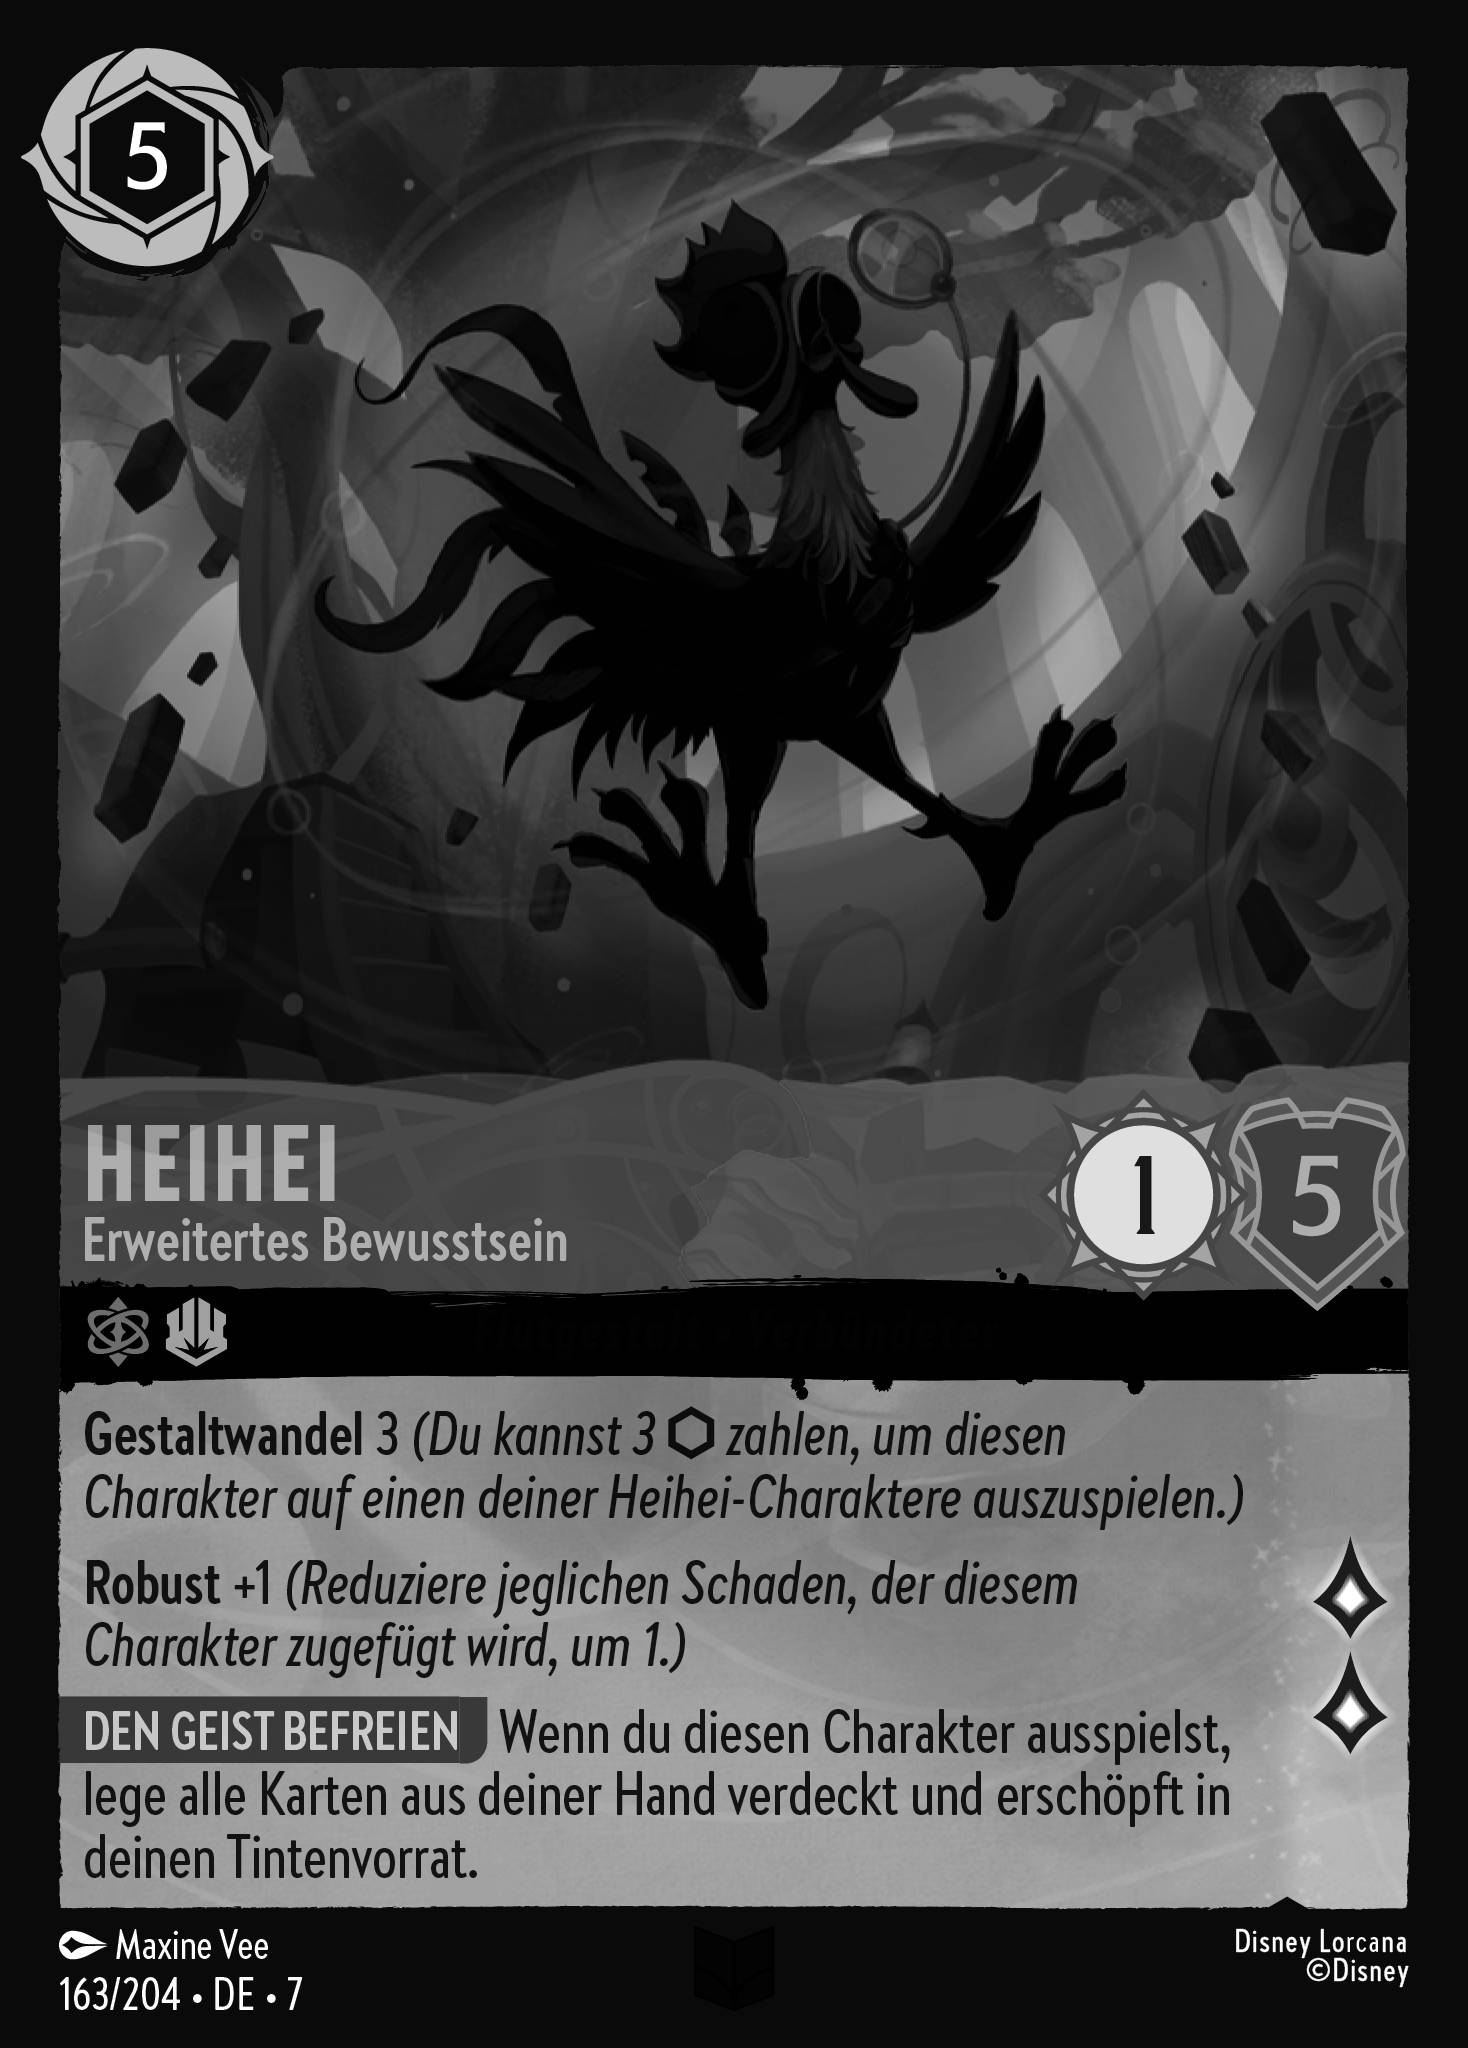 5
HEIHEI
Erweitertes Bewusstsein
1
5
Flutgestalt • Verbündeter
Gestaltwandel 3 (Du kannst 3 ⬡ zahlen, um diesen
Charakter auf einen deiner Heihei-Charaktere auszuspielen.)
Robust +1 (Reduziere jeglichen Schaden, der diesem
Charakter zugefügt wird, um 1.)
DEN GEIST BEFREIEN Wenn du diesen Charakter ausspielst,
lege alle Karten aus deiner Hand verdeckt und erschöpft in
deinen Tintenvorrat.
Maxine Vee
163/204 • DE • 7
Disney Lorcana
©Disney